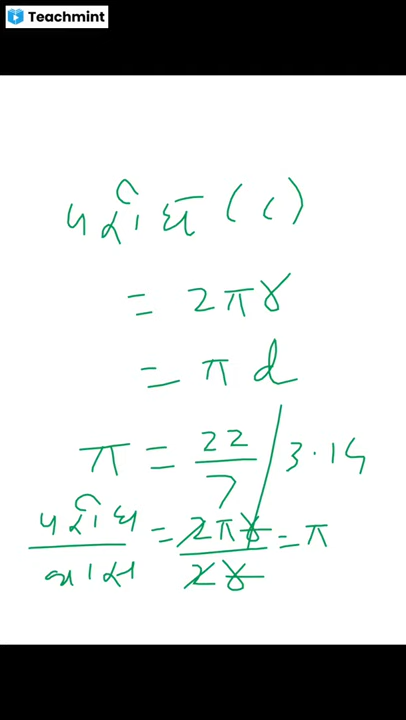 Teachmint
પરિઘ (c)
= 2πr
= πd
π = 22/7 / 3.14
પરિઘ/વ્યાસ = 2πr/2r = π